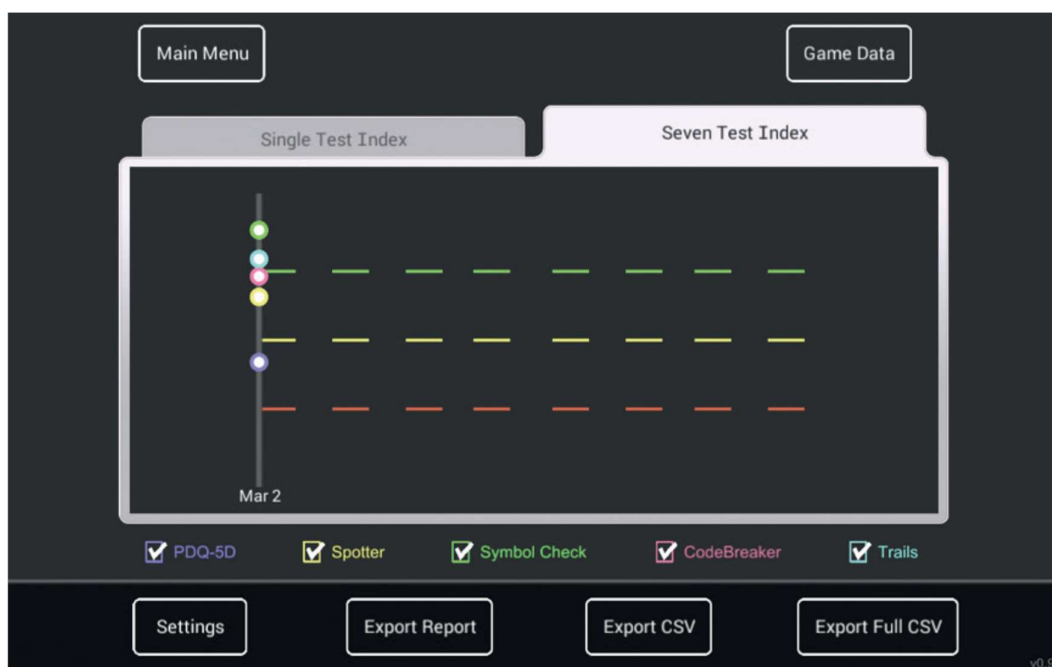 Main Menu
Game Data
Single Test Index
Seven Test Index
Mar 2
PDQ-5D
Spotter
Symbol Check
CodeBreaker
Trails
Settings
Export Report
Export CSV
Export Full CSV